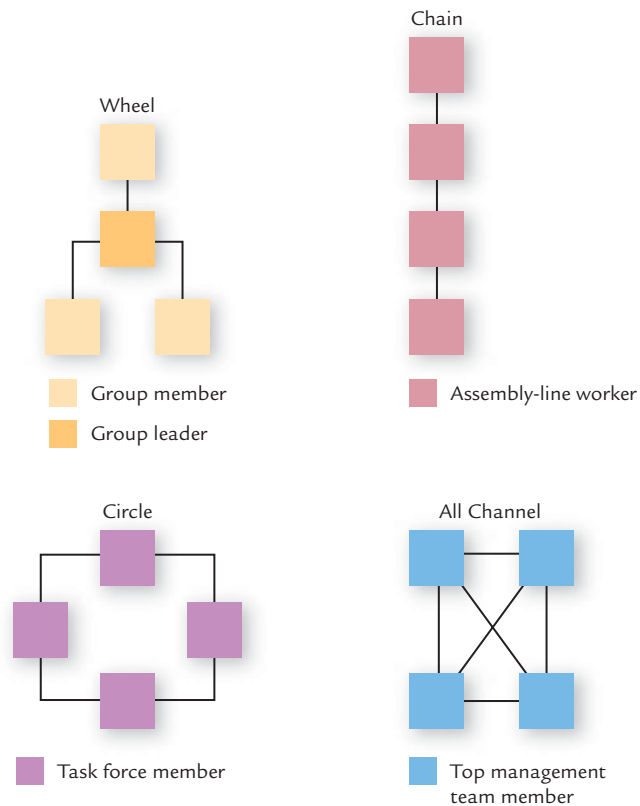 Chain
Wheel
Group member
Group leader
Assembly-line worker
Circle
All Channel
Task force member
Top management
team member